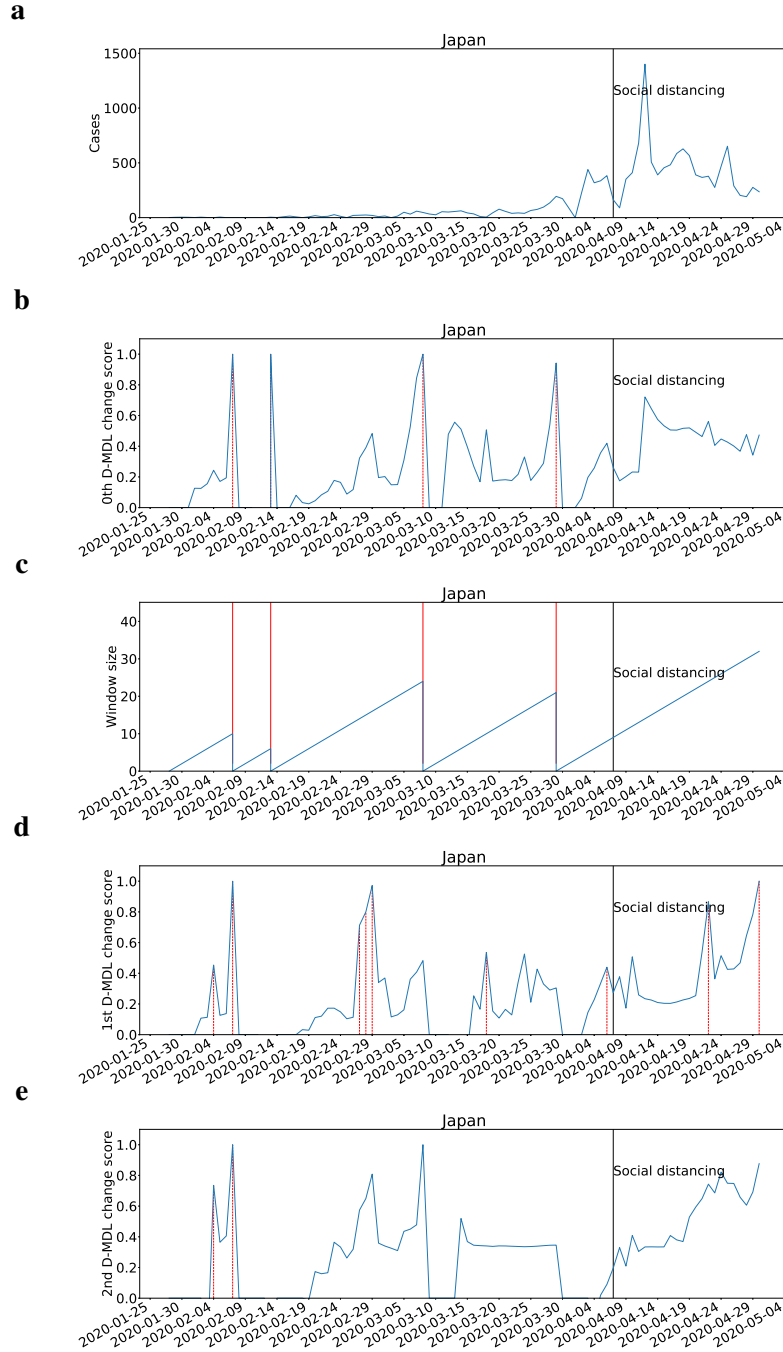 a
Japan
1500
1000
500
0
Cases
Social distancing
2020-01-25 2020-01-30 2020-02-04 2020-02-09 2020-02-14 2020-02-19 2020-02-24 2020-02-29 2020-03-05 2020-03-10 2020-03-15 2020-03-20 2020-03-25 2020-03-30 2020-04-04 2020-04-09 2020-04-14 2020-04-19 2020-04-24 2020-04-29 2020-05-04
b
Japan
1.0
0.8
0.6
0.4
0.2
0.0
0th D-MDL change score
Social distancing
2020-01-25 2020-01-30 2020-02-04 2020-02-09 2020-02-14 2020-02-19 2020-02-24 2020-02-29 2020-03-05 2020-03-10 2020-03-15 2020-03-20 2020-03-25 2020-03-30 2020-04-04 2020-04-09 2020-04-14 2020-04-19 2020-04-24 2020-04-29 2020-05-04
c
Japan
40
30
20
10
0
Window size
Social distancing
2020-01-25 2020-01-30 2020-02-04 2020-02-09 2020-02-14 2020-02-19 2020-02-24 2020-02-29 2020-03-05 2020-03-10 2020-03-15 2020-03-20 2020-03-25 2020-03-30 2020-04-04 2020-04-09 2020-04-14 2020-04-19 2020-04-24 2020-04-29 2020-05-04
d
Japan
1.0
0.8
0.6
0.4
0.2
0.0
1st D-MDL change score
Social distancing
2020-01-25 2020-01-30 2020-02-04 2020-02-09 2020-02-14 2020-02-19 2020-02-24 2020-02-29 2020-03-05 2020-03-10 2020-03-15 2020-03-20 2020-03-25 2020-03-30 2020-04-04 2020-04-09 2020-04-14 2020-04-19 2020-04-24 2020-04-29 2020-05-04
e
Japan
1.0
0.8
0.6
0.4
0.2
0.0
2nd D-MDL change score
Social distancing
2020-01-25 2020-01-30 2020-02-04 2020-02-09 2020-02-14 2020-02-19 2020-02-24 2020-02-29 2020-03-05 2020-03-10 2020-03-15 2020-03-20 2020-03-25 2020-03-30 2020-04-04 2020-04-09 2020-04-14 2020-04-19 2020-04-24 2020-04-29 2020-05-04